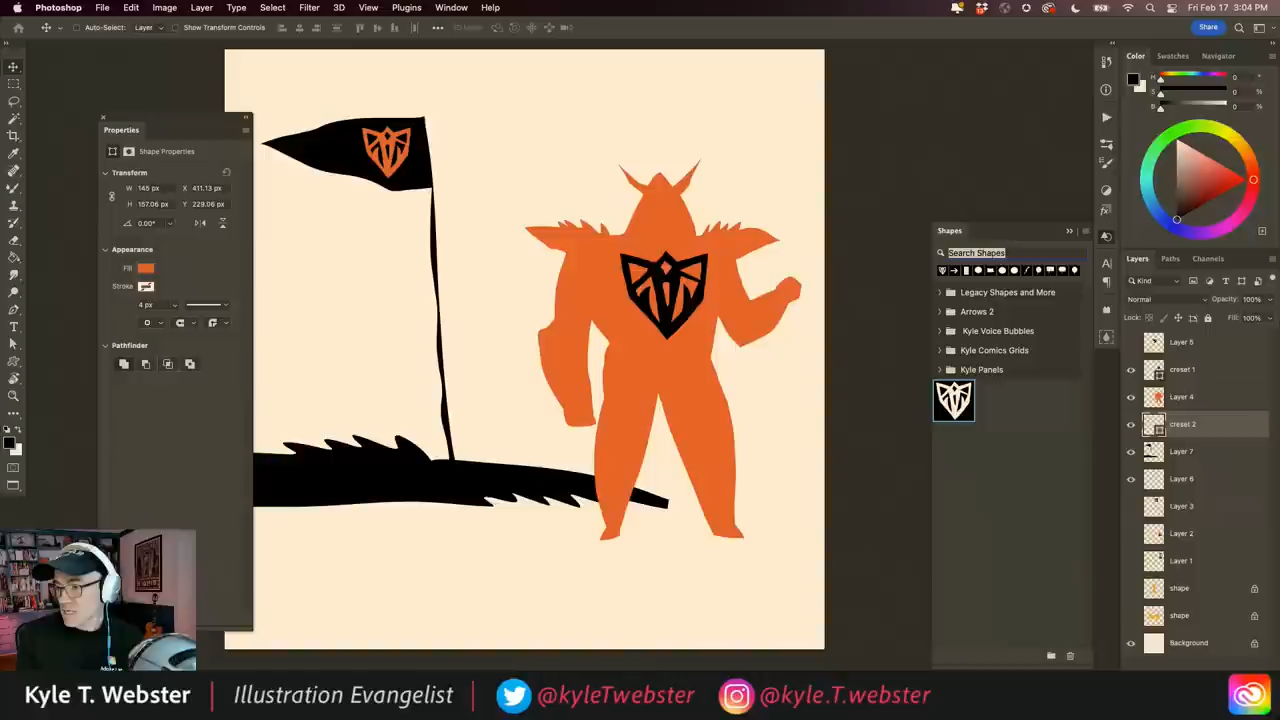 Photoshop File Edit Image Layer Type Select Filter 3D View Plugins Window Help Fri Feb 17 3:04 PM
Auto-Select: Layer Show Transform Controls Share
Properties
Shape Properties
Transform
W 145 px X 411.13 px
H 157.06 px Y 229.06 px
0.00°
Appearance
Fill
Stroke
4 px
Pathfinder
Shapes
Search Shapes
Legacy Shapes and More
Arrows 2
Kyle Voice Bubbles
Kyle Comics Grids
Kyle Panels
Color Swatches Navigator
H 0 °
S 0 %
B 0 %
Layers Paths Channels
Kind
Normal Opacity: 100%
Lock: Fill: 100%
Layer 5
creset 1
Layer 4
creset 2
Layer 7
Layer 6
Layer 3
Layer 2
Layer 1
shape
shape
Background
Kyle T. Webster | Illustration Evangelist | @kyleTwebster @kyle.T.webster